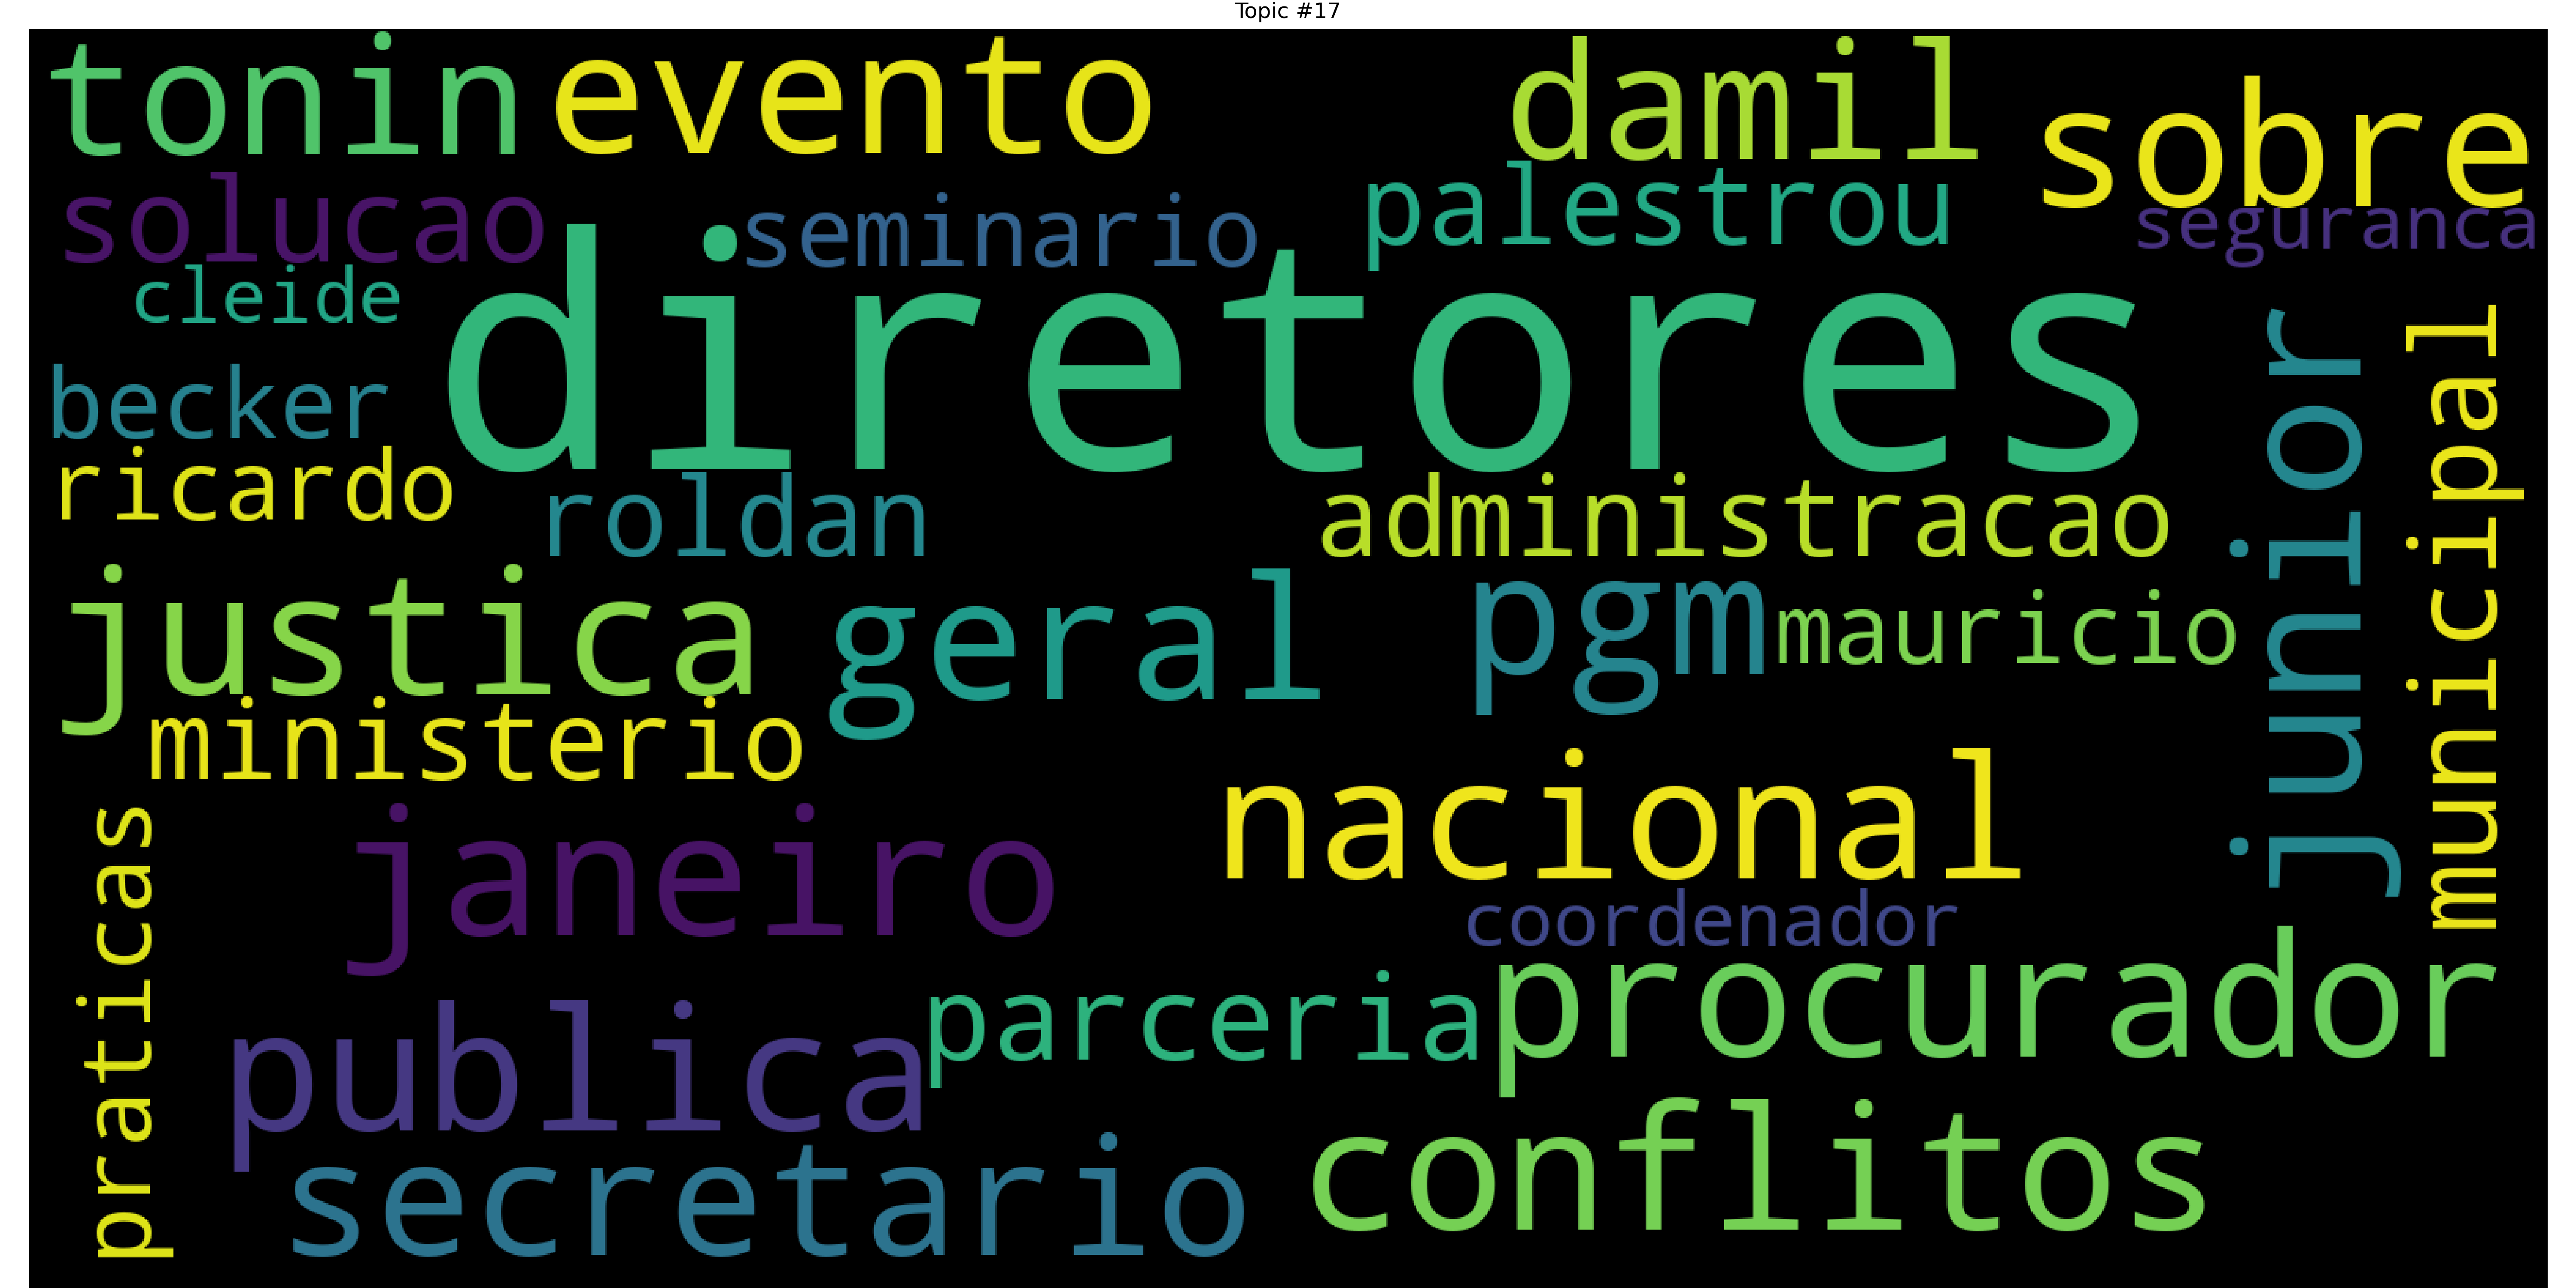 Topic #17
tonin evento damil sobre
solucao seminario palestrou seguranca
cleide diretores
becker
ricardo roldan administracao junior municipal
justica geral pgm mauricio
ministerio
janeiro nacional
praticas coordenador
publica parceria procurador
secretario conflitos